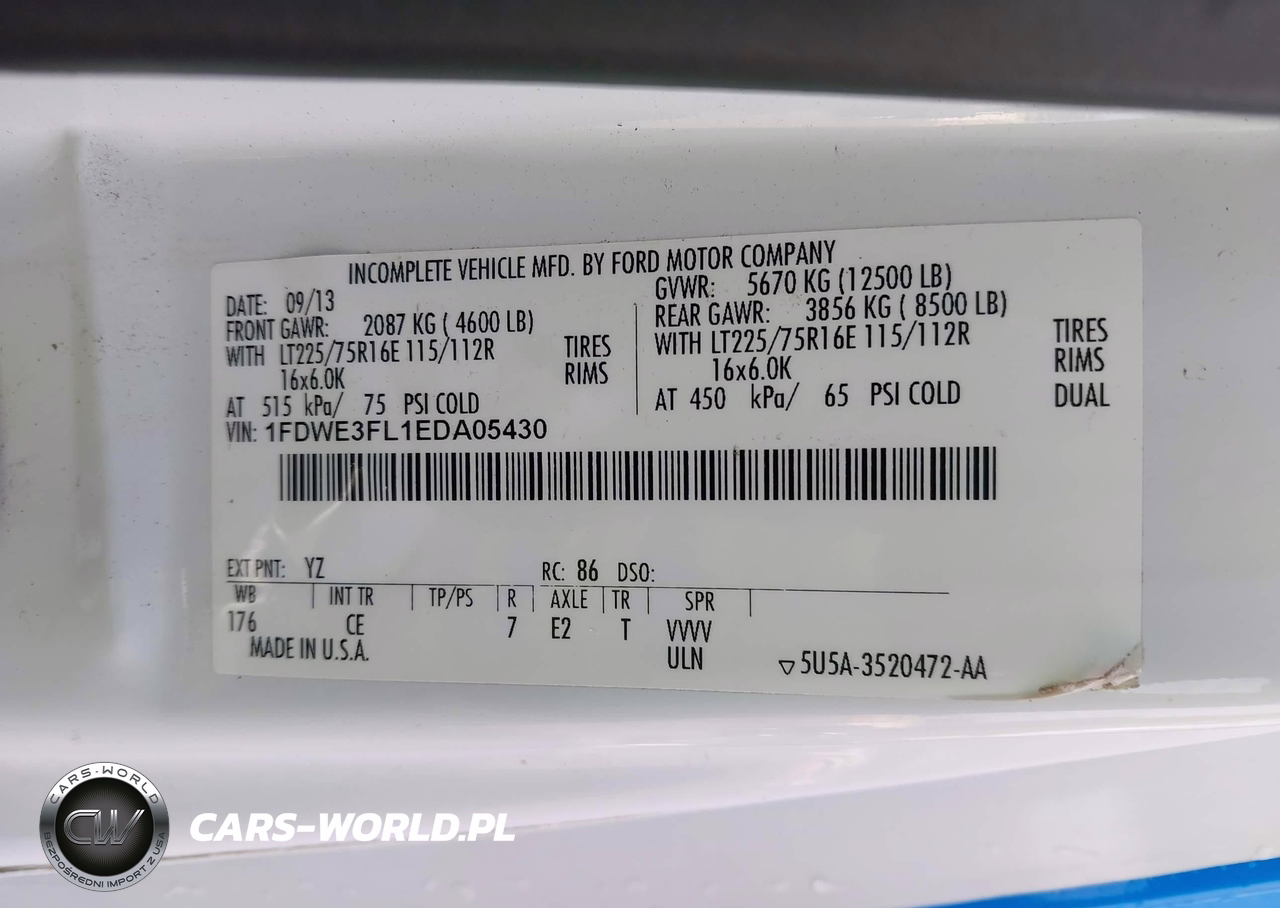 INCOMPLETE VEHICLE MFD. BY FORD MOTOR COMPANY
DATE: 09/13
GVWR: 5670 KG (12500 LB)
FRONT GAWR: 2087 KG ( 4600 LB)
REAR GAWR: 3856 KG ( 8500 LB)
WITH LT225/75R16E 115/112R TIRES
WITH LT225/75R16E 115/112R TIRES
16x6.0K RIMS
16x6.0K RIMS
AT 515 kPa/ 75 PSI COLD
AT 450 kPa/ 65 PSI COLD DUAL
VIN: 1FDWE3FL1EDA05430
EXT PNT: YZ RC: 86 DSO:
WB | INT TR | TP/PS | R | AXLE | TR | SPR |
176 CE 7 E2 T VVVV
MADE IN U.S.A. ULN ▽5U5A-3520472-AA
CARS-WORLD
CW
BEZPOŚREDNI IMPORT Z USA
CARS-WORLD.PL